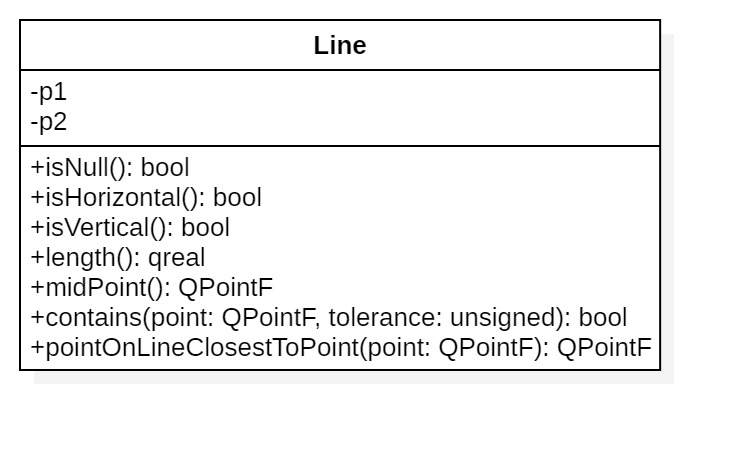 Line
-p1
-p2
+isNull(): bool
+isHorizontal(): bool
+isVertical(): bool
+length(): qreal
+midPoint(): QPointF
+contains(point: QPointF, tolerance: unsigned): bool
+pointOnLineClosestToPoint(point: QPointF): QPointF